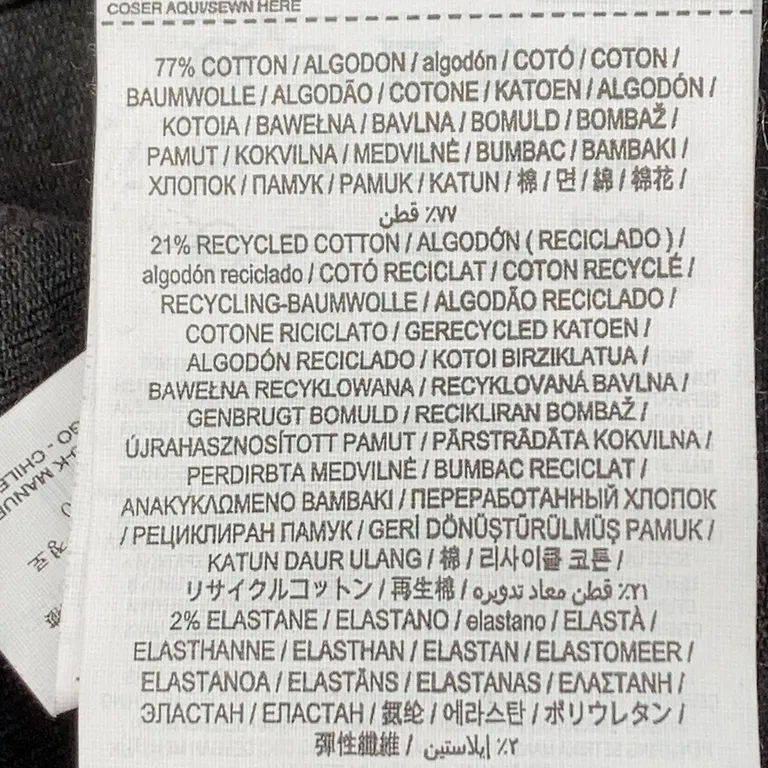 COSER AQUI/SEWN HERE
77% COTTON / ALGODON / algodón / COTÓ / COTON /
BAUMWOLLE / ALGODÃO / COTONE / KATOEN / ALGODÓN /
KOTOIA / BAWEŁNA / BAVLNA / BOMULD / BOMBAŽ /
PAMUT / KOKVILNA / MEDVILNĖ / BUMBAC / BAMBAKI /
ХЛОПОК / ПАМУК / PAMUK / KATUN / 棉 / 면 / 綿 / 棉花 /
٧٧٪ قطن
21% RECYCLED COTTON / ALGODÓN ( RECICLADO ) /
algodón reciclado / COTÓ RECICLAT / COTON RECYCLÉ /
RECYCLING-BAUMWOLLE / ALGODÃO RECICLADO /
COTONE RICICLATO / GERECYCLED KATOEN /
ALGODÓN RECICLADO / KOTOI BIRZIKLATUA /
BAWEŁNA RECYKLOWANA / RECYKLOVANÁ BAVLNA /
GENBRUGT BOMULD / RECIKLIRAN BOMBAŽ /
ÚJRAHASZNOSÍTOTT PAMUT / PĀRSTRĀDĀTA KOKVILNA /
PERDIRBTA MEDVILNĖ / BUMBAC RECICLAT /
ΑΝΑΚΥΚΛΩΜΕΝΟ BAMBAKI / ПЕРЕРАБОТАННЫЙ ХЛОПОК
/ РЕЦИКЛИРАН ПАМУК / GERİ DÖNÜŞTÜRÜLMÜŞ PAMUK /
KATUN DAUR ULANG / 棉 / 리사이클 코튼 /
リサイクルコットン / 再生棉 / ٢١٪ قطن معاد تدويره
2% ELASTANE / ELASTANO / elastano / ELASTÀ /
ELASTHANNE / ELASTHAN / ELASTAN / ELASTOMEER /
ELASTANOA / ELASTĀNS / ELASTANAS / ΕΛΑΣΤΑΝΗ /
ЭЛАСТАН / ЕЛАСТАН / 氨纶 / 에라스탄 / ポリウレタン /
彈性纖維 / ٢٪ إيلاستين